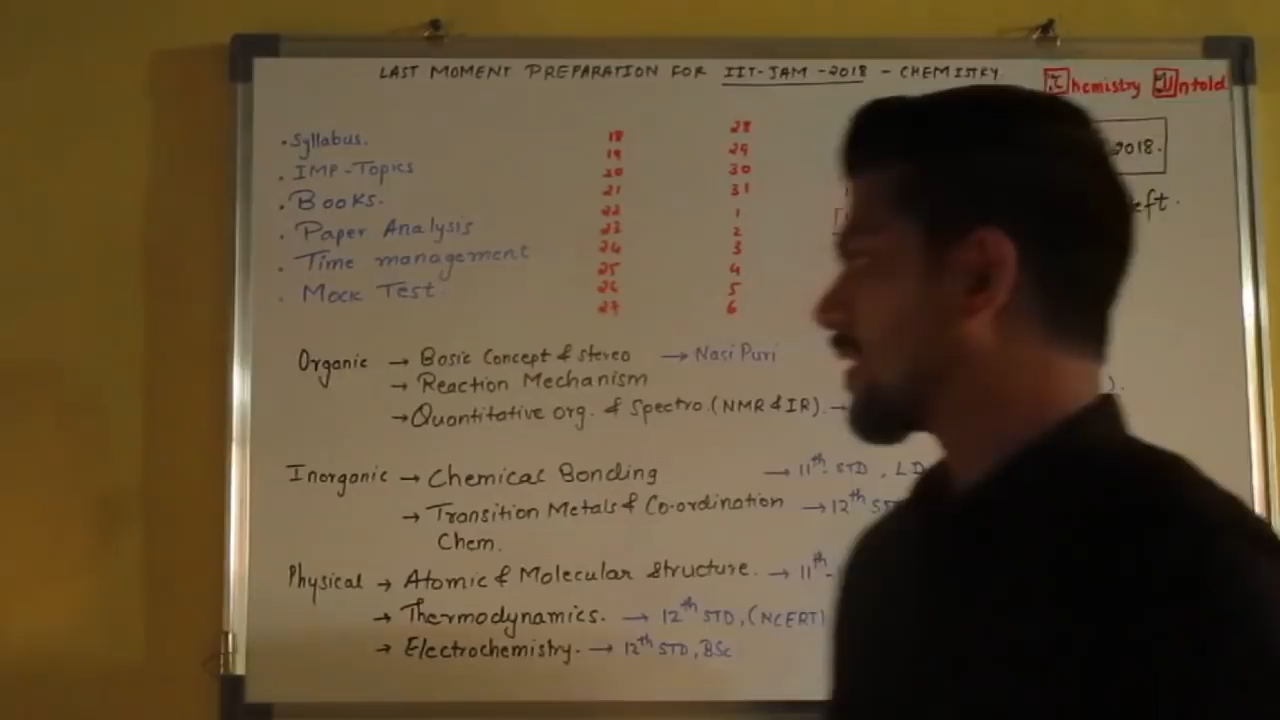 LAST MOMENT PREPARATION FOR IIT-JAM -2018 - CHEMISTRY.
Chemistry Untold
. Syllabus.
. IMP-Topics
. Books.
. Paper Analysis
. Time management
. Mock Test.
18
19
20
21
22
23
24
25
26
27
28
29
30
31
1
2
3
4
5
6
2018.
eft.
Organic → Basic Concept & stereo → Nasi Puri
→ Reaction Mechanism
→ Quantitative org. & Spectro. (NMR & IR). → ).
Inorganic → Chemical Bonding → 11th STD, LD
→ Transition Metals & Co-ordination → 12th ST
Chem.
Physical → Atomic & Molecular Structure. → 11th-
→ Thermodynamics. → 12th STD, (NCERT)
→ Electrochemistry. → 12th STD, BSc